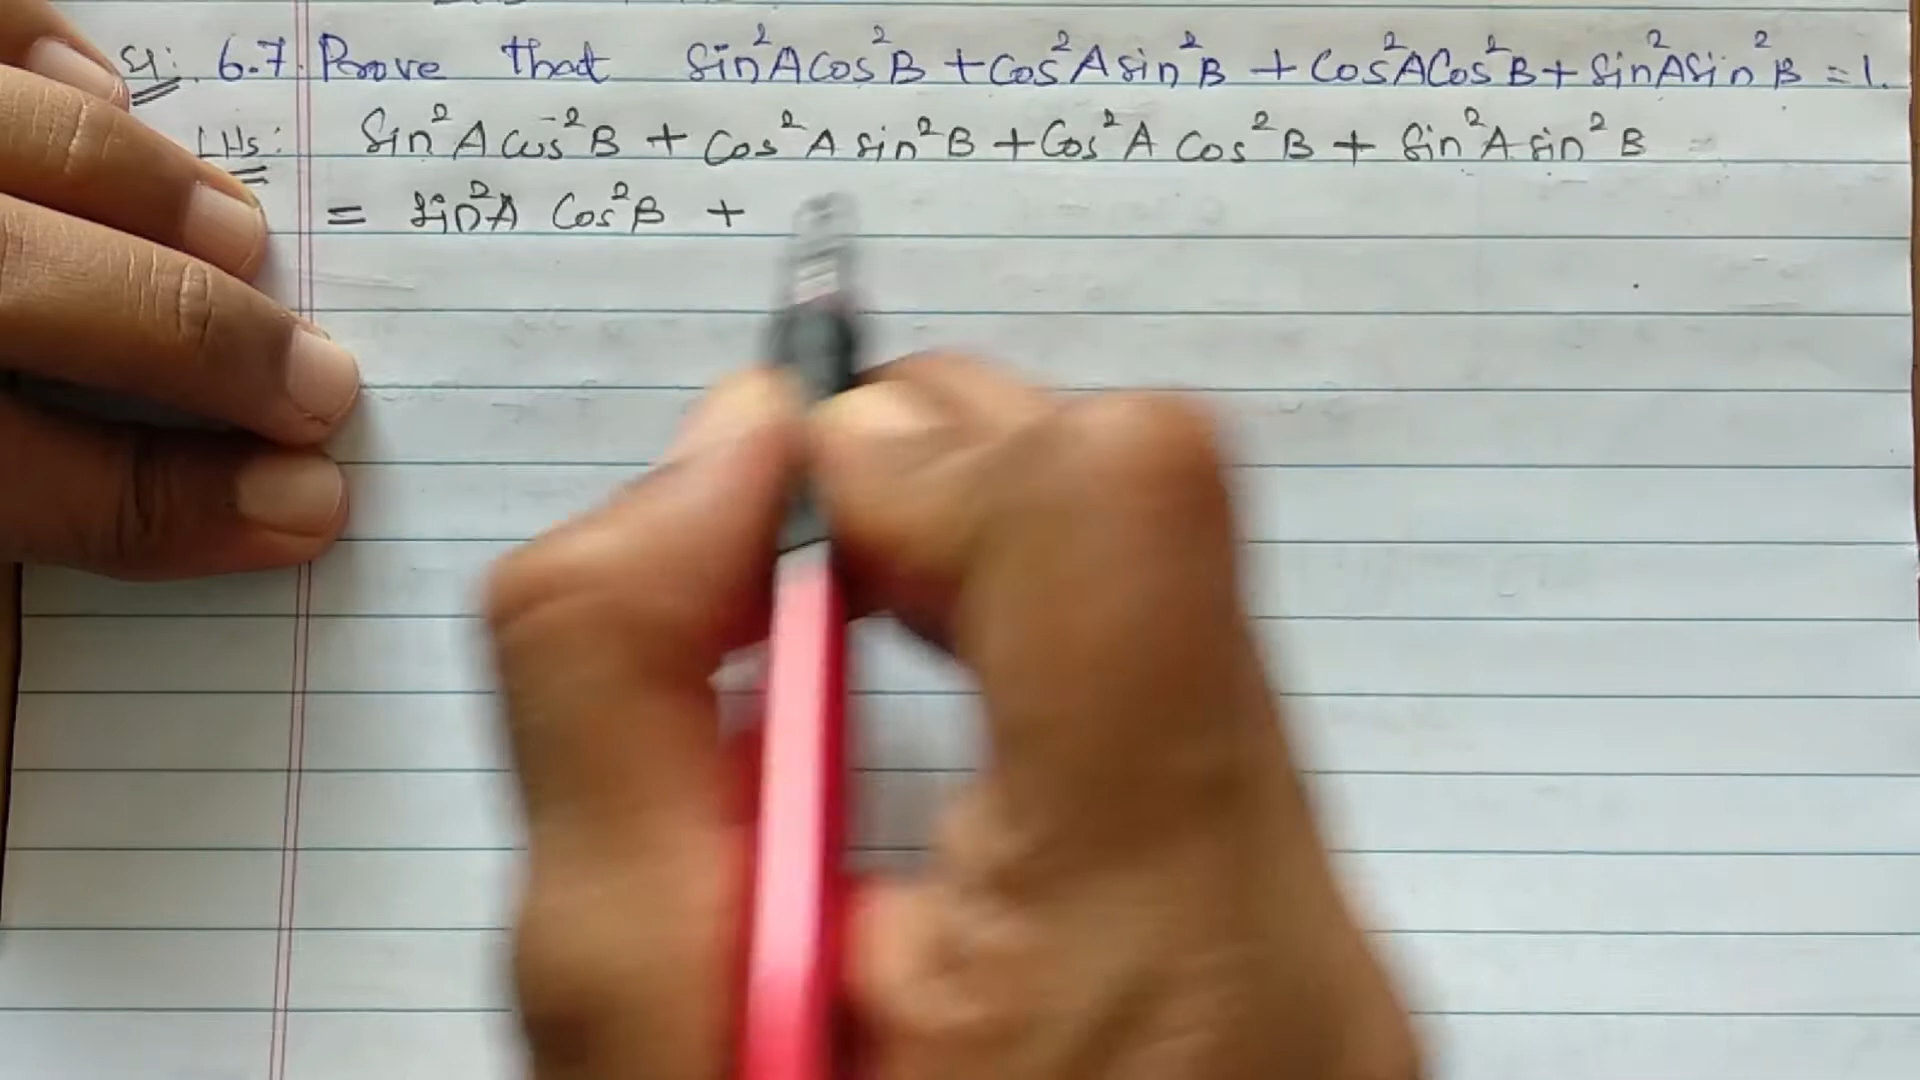 Eg: 6.7 Prove that Sin²A Cos²B + Cos²A Sin²B + Cos²A Cos²B + Sin²A Sin²B = 1.
LHS: Sin²A Cos²B + Cos²A Sin²B + Cos²A Cos²B + Sin²A Sin²B
= Sin²A Cos²B +